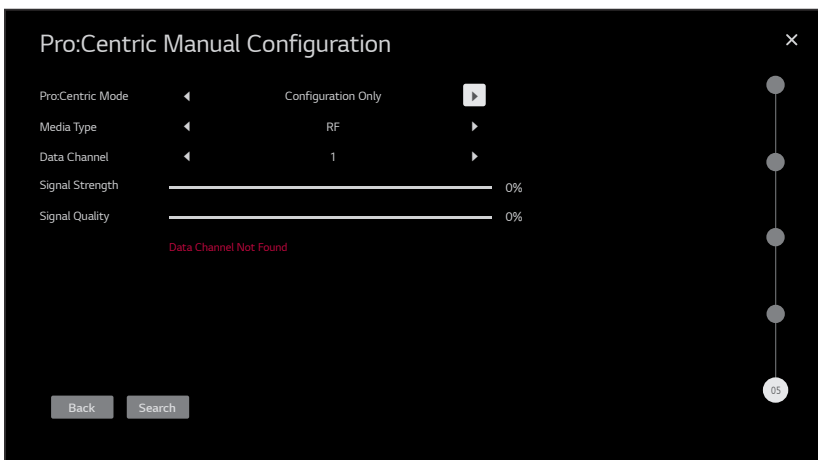 Pro:Centric Manual Configuration
Pro:Centric Mode Configuration Only
Media Type RF
Data Channel 1
Signal Strength 0%
Signal Quality 0%
Data Channel Not Found
05
Back Search